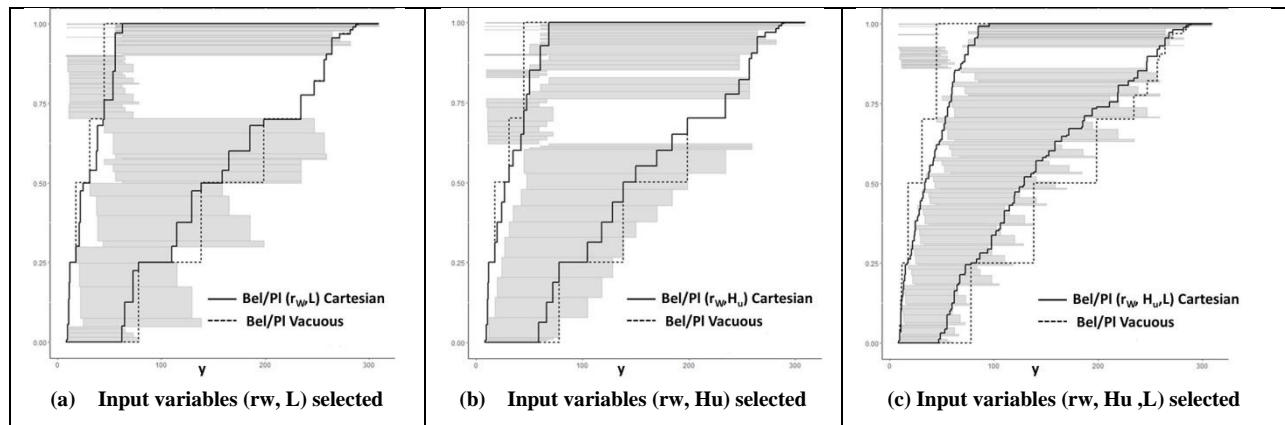 1.00
0.75
0.50
0.25
0.00
Bel/Pl (rW,L) Cartesian
Bel/Pl Vacuous
0
100
200
300
y
(a) Input variables (rw, L) selected
1.00
0.75
0.50
0.25
0.00
Bel/Pl (rW,Hu) Cartesian
Bel/Pl Vacuous
0
100
200
300
y
(b) Input variables (rw, Hu) selected
1.00
0.75
0.50
0.25
0.00
Bel/Pl (rW, Hu,L) Cartesian
Bel/Pl Vacuous
0
100
200
300
y
(c) Input variables (rw, Hu ,L) selected